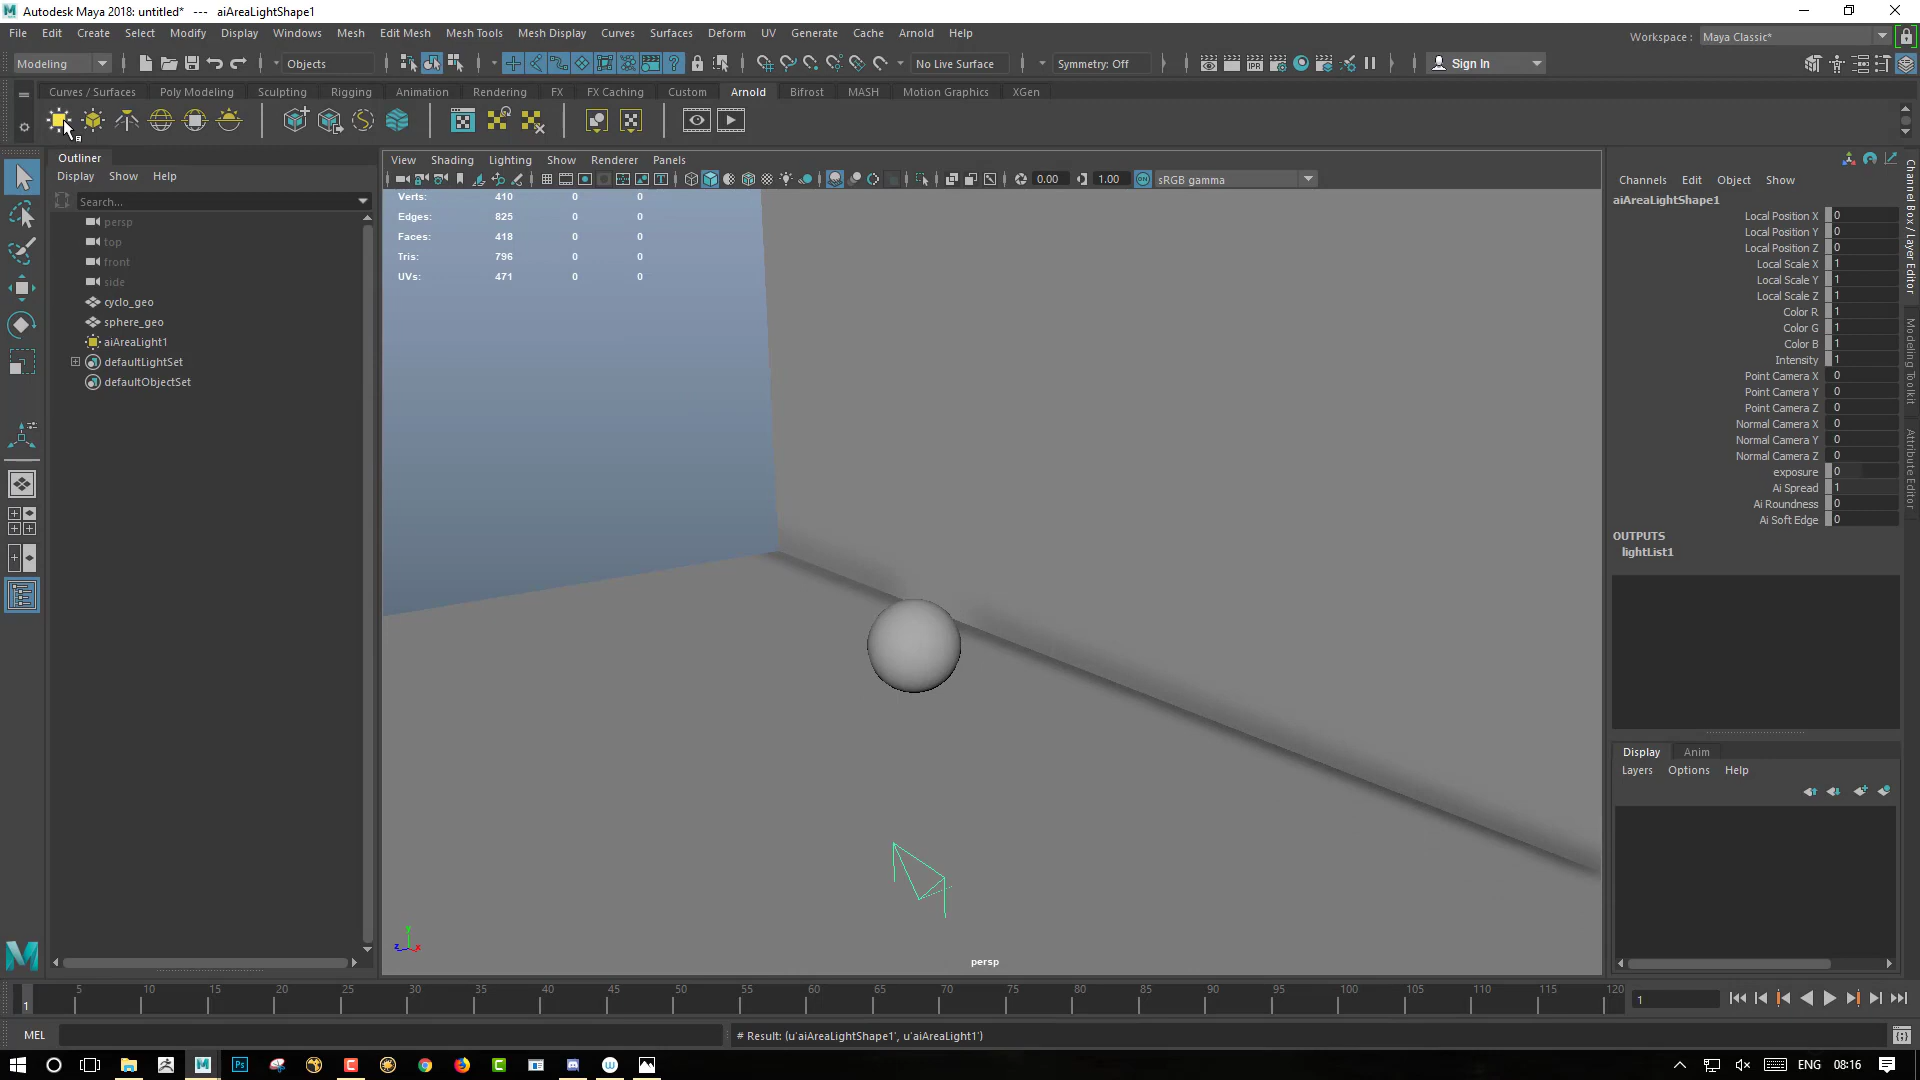 Autodesk Maya 2018: untitled* --- aiAreaLightShape1
File Edit Create Select Modify Display Windows Mesh Edit Mesh Mesh Tools Mesh Display Curves Surfaces Deform UV Generate Cache Arnold Help
Workspace : Maya Classic*
Modeling Objects No Live Surface Symmetry: Off Sign In
Curves / Surfaces Poly Modeling Sculpting Rigging Animation Rendering FX FX Caching Custom Arnold Bifrost MASH Motion Graphics XGen
Outliner
Display Show Help
Search...
persp
top
front
side
cyclo_geo
sphere_geo
aiAreaLight1
defaultLightSet
defaultObjectSet
View Shading Lighting Show Renderer Panels
0.00 1.00 ON sRGB gamma
Verts: 410 0 0
Edges: 825 0 0
Faces: 418 0 0
Tris: 796 0 0
UVs: 471 0 0
y
z x
persp
Channels Edit Object Show
aiAreaLightShape1
Local Position X 0
Local Position Y 0
Local Position Z 0
Local Scale X 1
Local Scale Y 1
Local Scale Z 1
Color R 1
Color G 1
Color B 1
Intensity 1
Point Camera X 0
Point Camera Y 0
Point Camera Z 0
Normal Camera X 0
Normal Camera Y 0
Normal Camera Z 0
exposure 0
Ai Spread 1
Ai Roundness 0
Ai Soft Edge 0
OUTPUTS
lightList1
Display Anim
Layers Options Help
Channel Box / Layer Editor
Modeling Toolkit
Attribute Editor
5 10 15 20 25 30 35 40 45 50 55 60 65 70 75 80 85 90 95 100 105 110 115 120
1
1
MEL
# Result: (u'aiAreaLightShape1', u'aiAreaLight1')
ENG 08:16